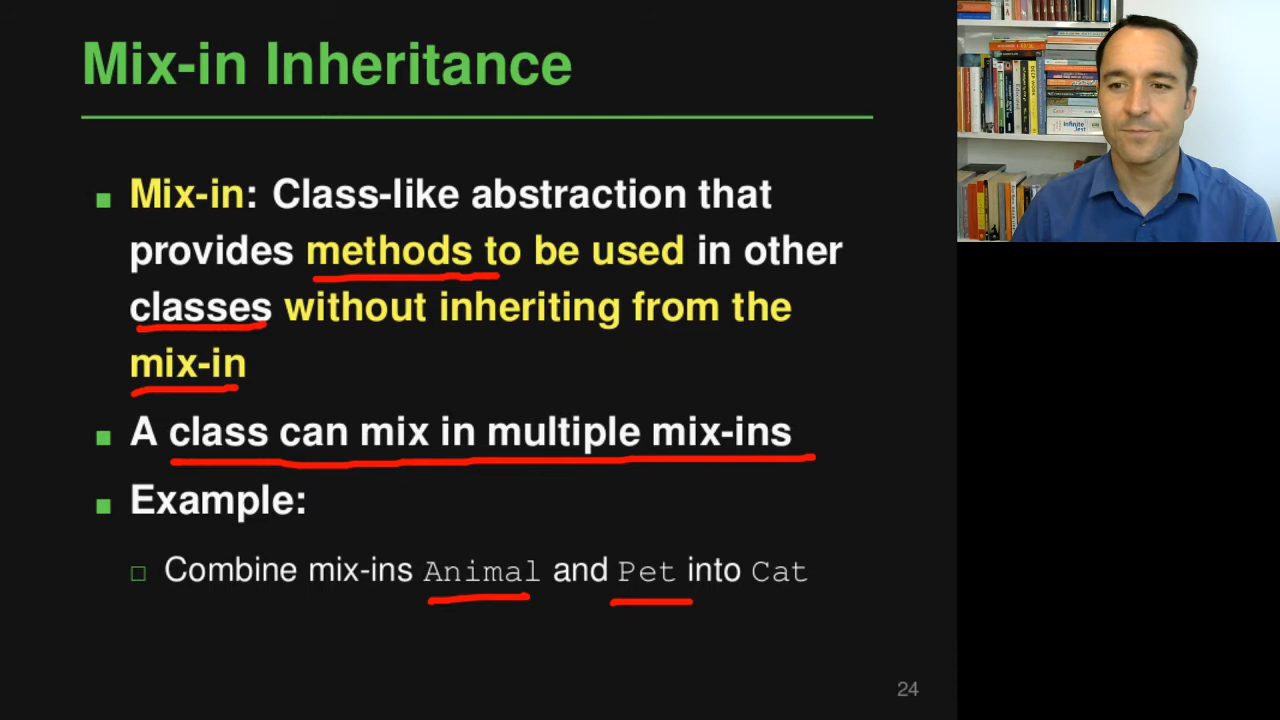 Mix-in Inheritance
Mix-in: Class-like abstraction that
provides methods to be used in other
classes without inheriting from the
mix-in
A class can mix in multiple mix-ins
Example:
Combine mix-ins Animal and Pet into Cat
24
Infinite
Jest